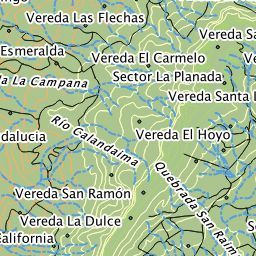 Vereda Las Flechas
Vereda S
Esmeralda
Vereda El Carmelo
Sector La Planada
La Campana
Vereda Santa
dalucia
Río Calandaima
Vereda El Hoyo
Quebrada San Raim
Vereda San Ramón
Vereda La Dulce
California